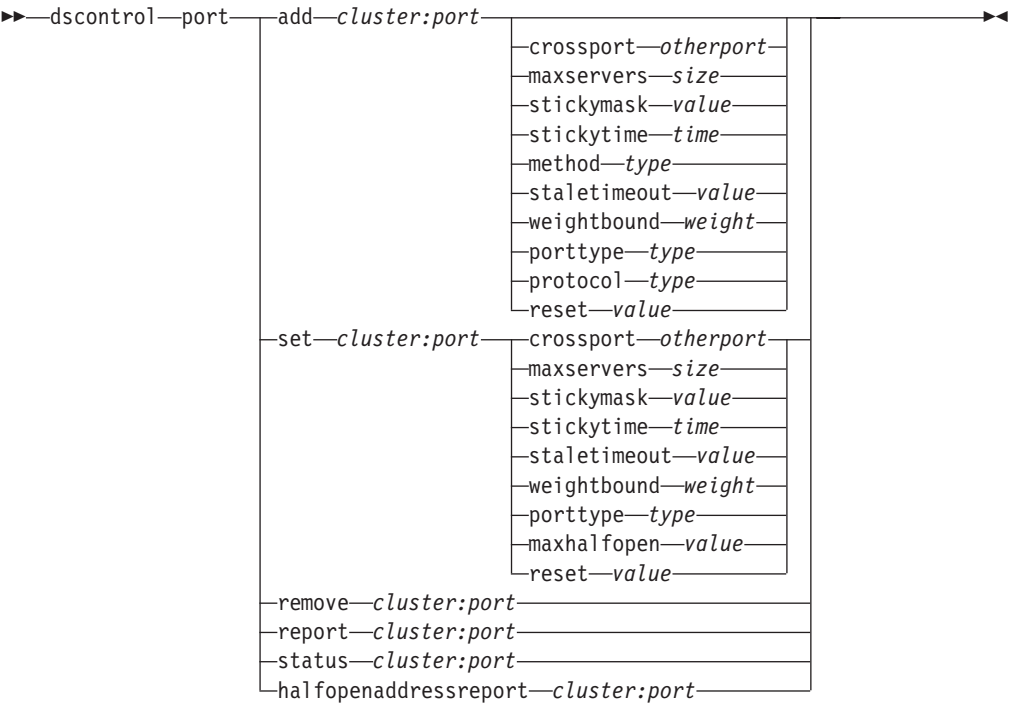 dscontrol port add cluster:port
crossport otherport
maxservers size
stickymask value
stickytime time
method type
staletimeout value
weightbound weight
porttype type
protocol type
reset value
set cluster:port crossport otherport
maxservers size
stickymask value
stickytime time
staletimeout value
weightbound weight
porttype type
maxhalfopen value
reset value
remove cluster:port
report cluster:port
status cluster:port
halfopenaddressreport cluster:port